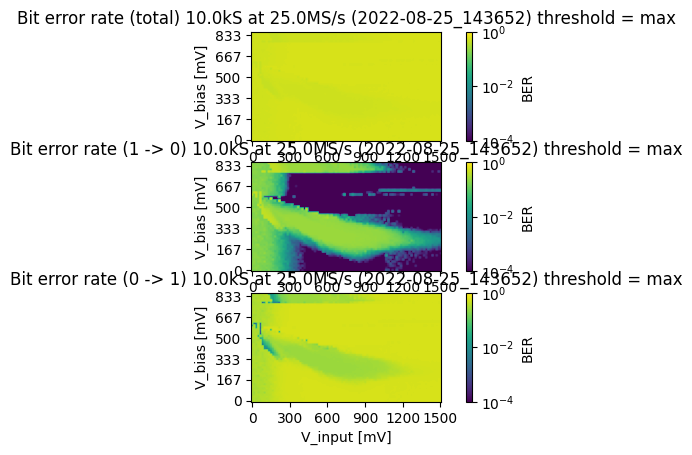 Bit error rate (total) 10.0kS at 25.0MS/s (2022-08-25_143652) threshold = max
833
667
500
333
167
0
V_bias [mV]
0 300 600 900 1200 1500
10^0
10^-2
10^-4
BER
Bit error rate (1 -> 0) 10.0kS at 25.0MS/s (2022-08-25_143652) threshold = max
833
667
500
333
167
0
V_bias [mV]
0 300 600 900 1200 1500
10^0
10^-2
10^-4
BER
Bit error rate (0 -> 1) 10.0kS at 25.0MS/s (2022-08-25_143652) threshold = max
833
667
500
333
167
0
V_bias [mV]
0 300 600 900 1200 1500
V_input [mV]
10^0
10^-2
10^-4
BER